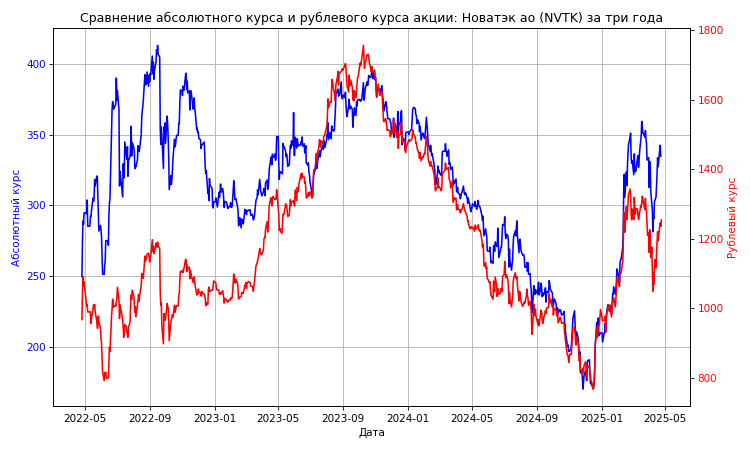 Сравнение абсолютного курса и рублевого курса акции: Новатэк ао (NVTK) за три года
Абсолютный курс
400
350
300
250
200
Рублевый курс
1800
1600
1400
1200
1000
800
2022-05 2022-09 2023-01 2023-05 2023-09 2024-01 2024-05 2024-09 2025-01 2025-05
Дата